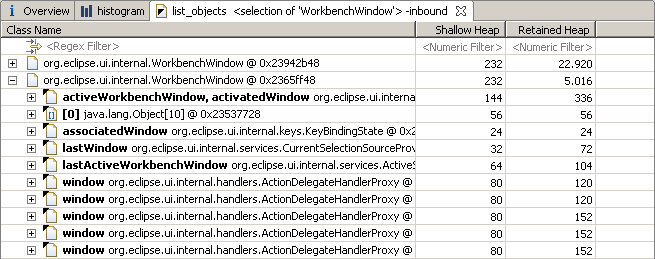 Overview histogram list_objects <selection of 'WorkbenchWindow'> -inbound
Class Name Shallow Heap Retained Heap
<Regex Filter> <Numeric Filter> <Numeric Filter>
org.eclipse.ui.internal.WorkbenchWindow @ 0x23942b48 232 22.920
org.eclipse.ui.internal.WorkbenchWindow @ 0x2365ff48 232 5.016
activeWorkbenchWindow, activatedWindow org.eclipse.ui.interna 144 336
[0] java.lang.Object[10] @ 0x23537728 56 56
associatedWindow org.eclipse.ui.internal.keys.KeyBindingState @ 0x2 24 24
lastWindow org.eclipse.ui.internal.services.CurrentSelectionSourceProv 32 72
lastActiveWorkbenchWindow org.eclipse.ui.internal.services.ActiveS 64 104
window org.eclipse.ui.internal.handlers.ActionDelegateHandlerProxy @ 80 120
window org.eclipse.ui.internal.handlers.ActionDelegateHandlerProxy @ 80 120
window org.eclipse.ui.internal.handlers.ActionDelegateHandlerProxy @ 80 152
window org.eclipse.ui.internal.handlers.ActionDelegateHandlerProxy @ 80 152
window org.eclipse.ui.internal.handlers.ActionDelegateHandlerProxy @ 80 152